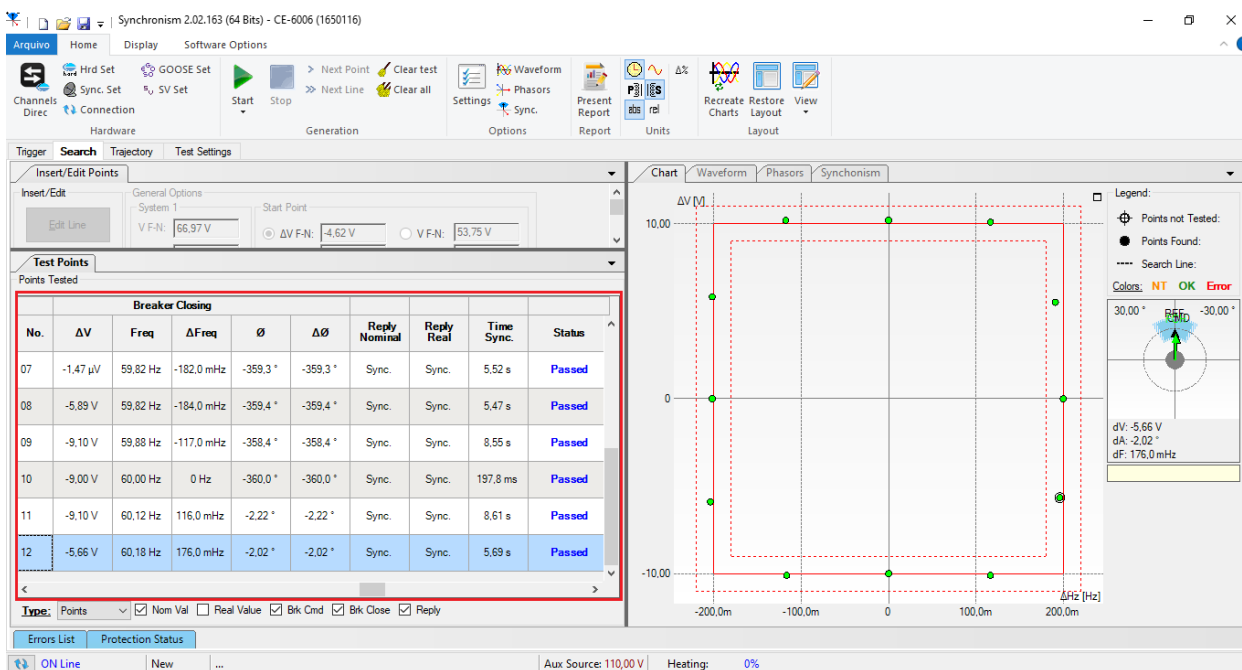 Synchronism 2.02.163 (64 Bits) - CE-6006 (1650116)
Arquivo Home Display Software Options
Channels Direc
Hrd Set
Sync. Set
Connection
GOOSE Set
SV Set
Hardware
Start Stop
Next Point
Next Line
Clear test
Clear all
Generation
Settings
Waveform
Phasors
Sync.
Options
Present Report
Report
Δ%
abs rel
Units
Recreate Charts
Restore Layout
View
Layout
Trigger Search Trajectory Test Settings
Insert/Edit Points
Insert/Edit
Edit Line
General Options
System 1
V F-N: 66,97 V
Start Point
ΔV F-N: -4,62 V
V F-N: 53,75 V
Test Points
Points Tested
Breaker Closing
No. ΔV Freq ΔFreq Ø ΔØ Reply Nominal Reply Real Time Sync. Status
07 -1,47 µV 59,82 Hz -182,0 mHz -359,3 ° -359,3 ° Sync. Sync. 5,52 s Passed
08 -5,89 V 59,82 Hz -184,0 mHz -359,4 ° -359,4 ° Sync. Sync. 5,47 s Passed
09 -9,10 V 59,88 Hz -117,0 mHz -358,4 ° -358,4 ° Sync. Sync. 8,55 s Passed
10 -9,00 V 60,00 Hz 0 Hz -360,0 ° -360,0 ° Sync. Sync. 197,8 ms Passed
11 -9,10 V 60,12 Hz 116,0 mHz -2,22 ° -2,22 ° Sync. Sync. 8,61 s Passed
12 -5,66 V 60,18 Hz 176,0 mHz -2,02 ° -2,02 ° Sync. Sync. 5,69 s Passed
Type: Points Nom Val Real Value Brk Cmd Brk Close Reply
Errors List Protection Status
Chart Waveform Phasors Synchonism
ΔV [V]
10,00
0
-10,00
-200,0m -100,0m 0 100,0m 200,0m
ΔHz [Hz]
Legend:
Points not Tested:
Points Found:
Search Line:
Colors: NT OK Error
30,00 ° REF -30,00 °
CMD
dV: -5,66 V
dA: -2,02 °
dF: 176,0 mHz
ON Line New ... Aux Source: 110,00 V Heating: 0%